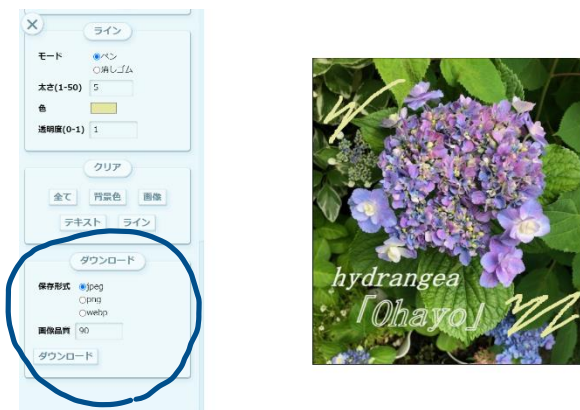 ×
ライン
モード ペン
消しゴム
太さ(1-50) 5
色
透明度(0-1) 1
クリア
全て 背景色 画像
テキスト ライン
ダウンロード
保存形式 jpeg
png
webp
画像品質 90
ダウンロード
hydrangea
「Ohayo」